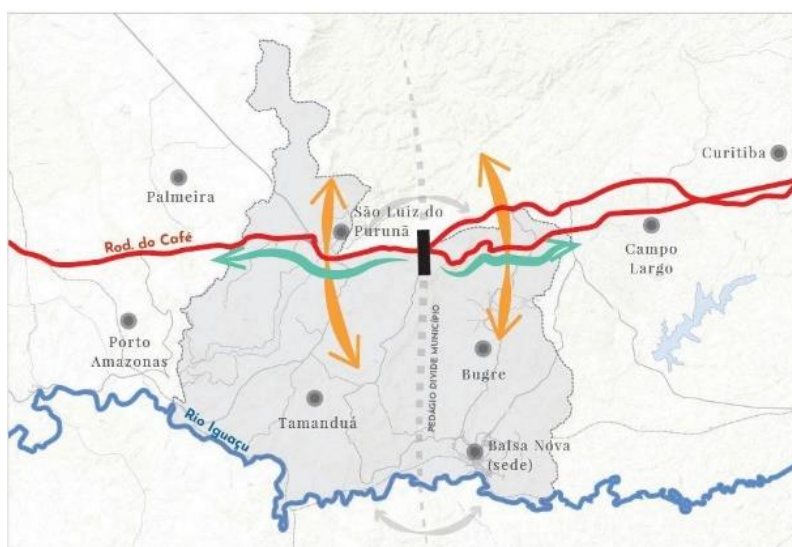 Curitiba
Palmeira
São Luiz do
Purunã
Rod. do Café
Campo
Largo
Porto
Amazonas
PEDÁGIO DIVIDE MUNICÍPIO
Bugre
Tamanduá
Rio Iguaçu
Balsa Nova
(sede)